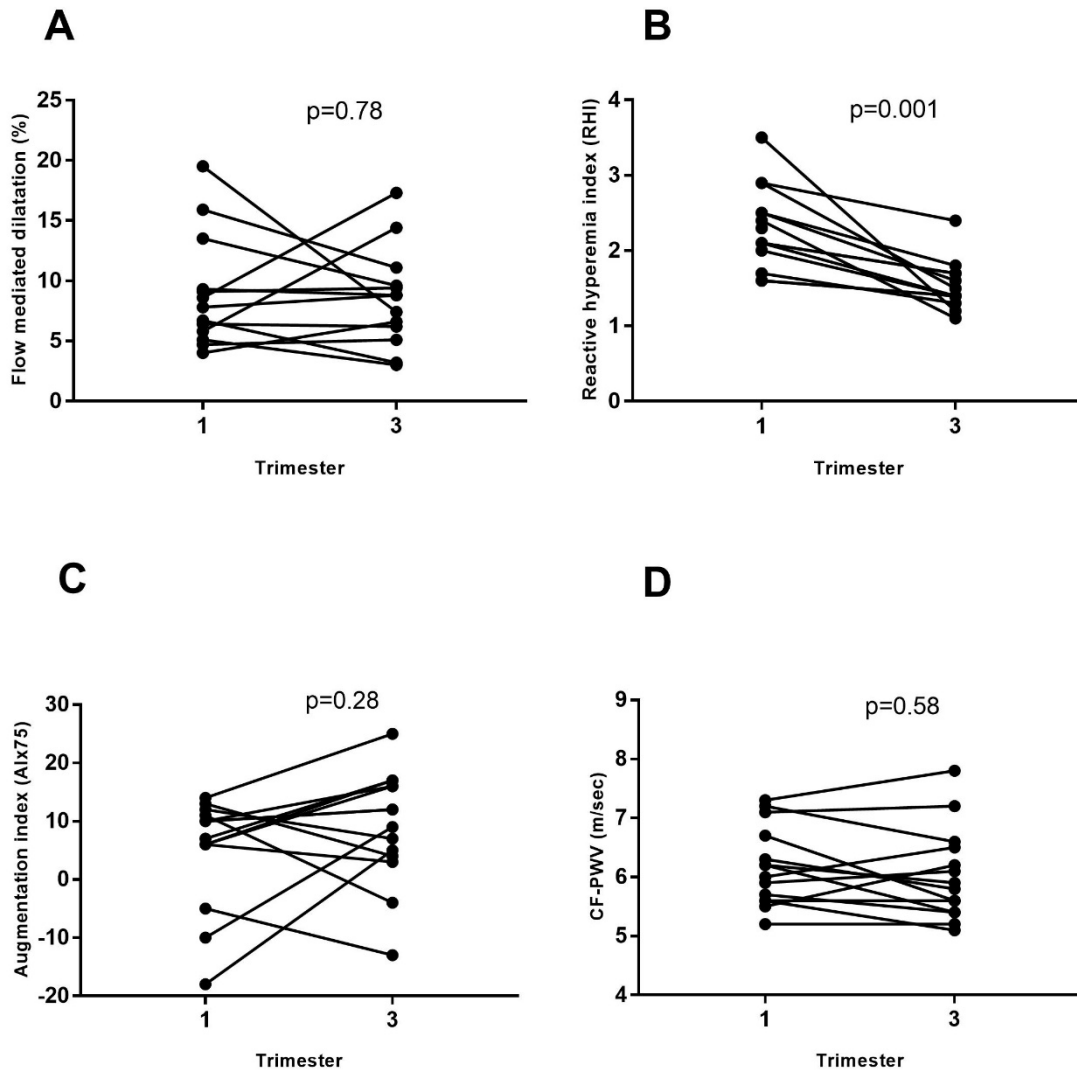 A
Flow mediated dilatation (%)
25
20
15
10
5
0
p=0.78
1
3
Trimester
B
Reactive hyperemia index (RHI)
4
3
2
1
0
p=0.001
1
3
Trimester
C
Augmentation index (AIx75)
30
20
10
0
-10
-20
p=0.28
1
3
Trimester
D
CF-PWV (m/sec)
9
8
7
6
5
4
p=0.58
1
3
Trimester